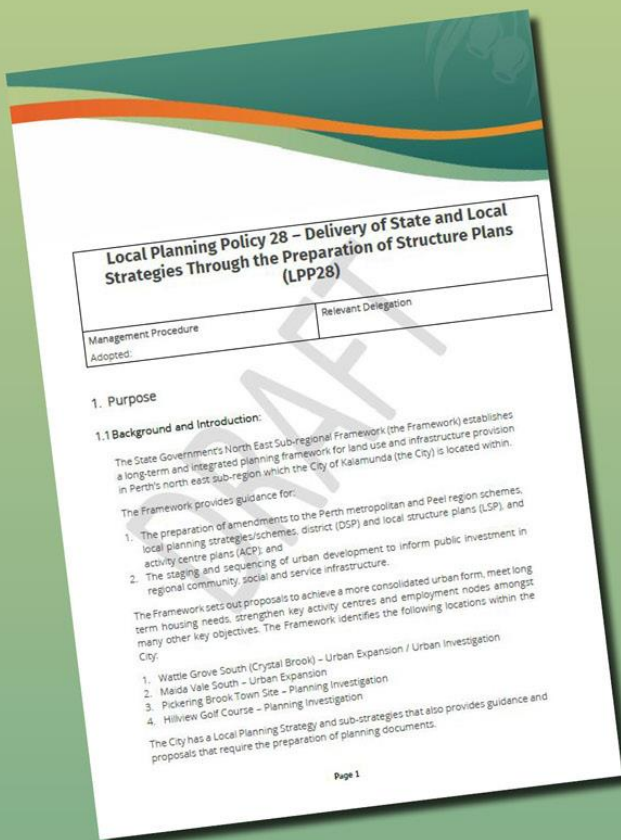 Local Planning Policy 28 – Delivery of State and Local
Strategies Through the Preparation of Structure Plans
(LPP28)
Management Procedure
Relevant Delegation
Adopted:
1. Purpose
1.1 Background and Introduction:
The State Government's North East Sub-regional Framework (the Framework) establishes
a long-term and integrated planning framework for land use and infrastructure provision
in Perth's north east sub-region which the City of Kalamunda (the City) is located within.
The Framework provides guidance for:
1. The preparation of amendments to the Perth metropolitan and Peel region schemes,
local planning strategies/schemes, district (DSP) and local structure plans (LSP), and
activity centre plans (ACP); and
2. The staging and sequencing of urban development to inform public investment in
regional community, social and service infrastructure.
The Framework sets out proposals to achieve a more consolidated urban form, meet long
term housing needs, strengthen key activity centres and employment nodes amongst
many other key objectives. The Framework identifies the following locations within the
City:
1. Wattle Grove South (Crystal Brook) – Urban Expansion / Urban Investigation
2. Maida Vale South – Urban Expansion
3. Pickering Brook Town Site – Planning Investigation
4. Hillview Golf Course – Planning Investigation
The City has a Local Planning Strategy and sub-strategies that also provides guidance and
proposals that require the preparation of planning documents.
Page 1
DRAFT